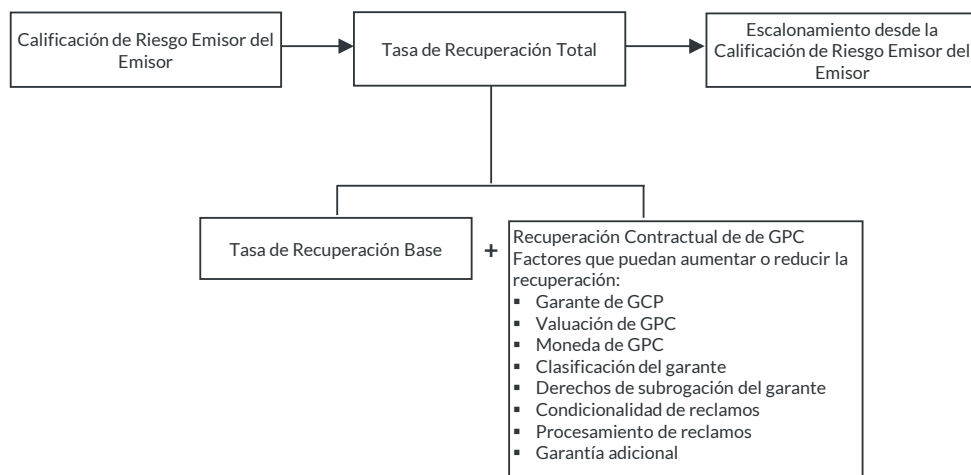 Calificación de Riesgo Emisor del
Emisor
Tasa de Recuperación Total
Escalonamiento desde la
Calificación de Riesgo Emisor del
Emisor
Tasa de Recuperación Base
+
Recuperación Contractual de de GPC
Factores que puedan aumentar o reducir la
recuperación:
▪ Garante de GCP
▪ Valuación de GPC
▪ Moneda de GPC
▪ Clasificación del garante
▪ Derechos de subrogación del garante
▪ Condicionalidad de reclamos
▪ Procesamiento de reclamos
▪ Garantía adicional